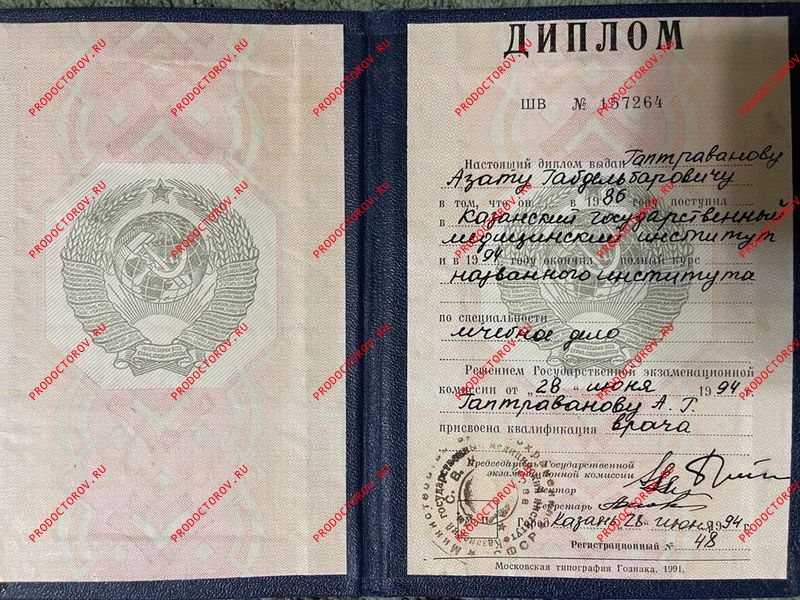 ДИПЛОМ
ШВ № 157264
Настоящий диплом выдан Гаптраванову
Азату Габдельбаровичу
в том, что он в 1986 году поступил
в Казанский государственный
медицинский институт
и в 1994 году окончил полный курс
названного института
по специальности
лечебное дело
Решением Государственной экзаменационной
комиссии от „28“ июня 1994 г.
Гаптраванову А. Г.
присвоена квалификация врача
Председатель Государственной
экзаменационной комиссии
Ректор
Секретарь
Город Казань „28“ июня 1994 г.
Регистрационный № 48
Московская типография Гознака. 1991.
PRODOCTOROV.RU